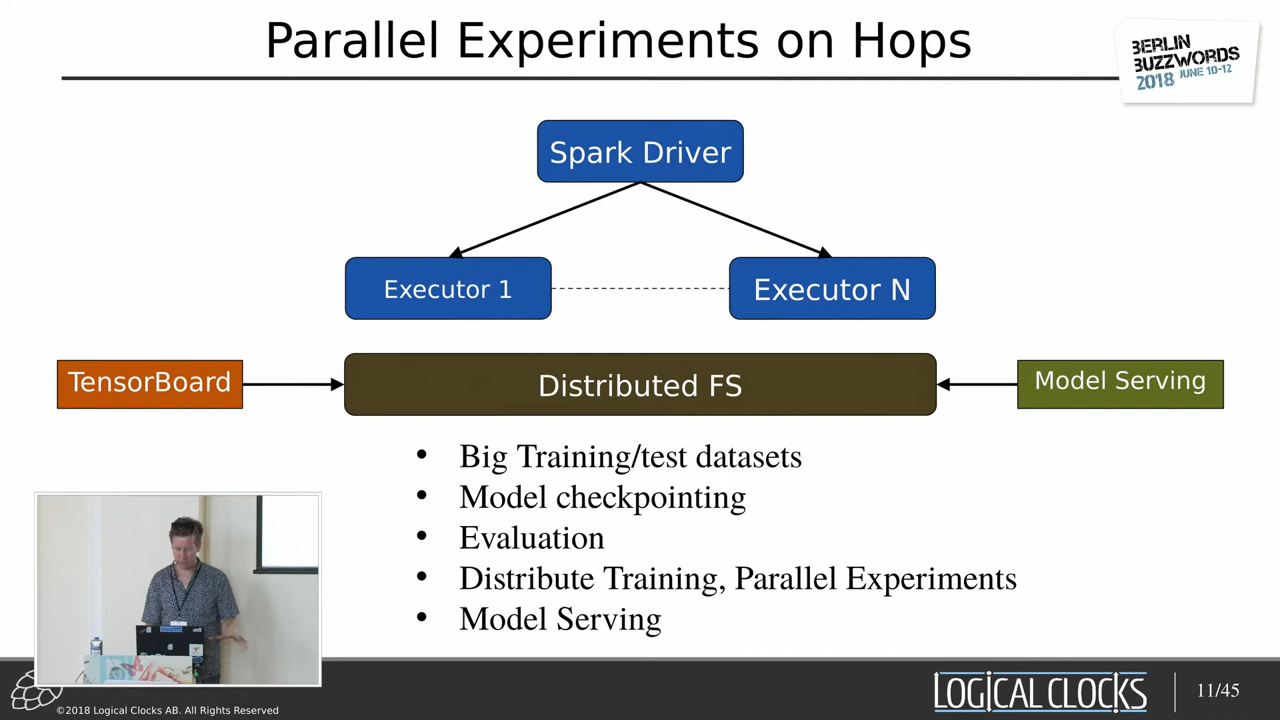 Parallel Experiments on Hops
BERLIN
BUZZWORDS
2018 JUNE 10-12
Spark Driver
Executor 1
Executor N
TensorBoard
Distributed FS
Model Serving
• Big Training/test datasets
• Model checkpointing
• Evaluation
• Distribute Training, Parallel Experiments
• Model Serving
©2018 Logical Clocks AB. All Rights Reserved
LOGICAL CLOCKS
11/45